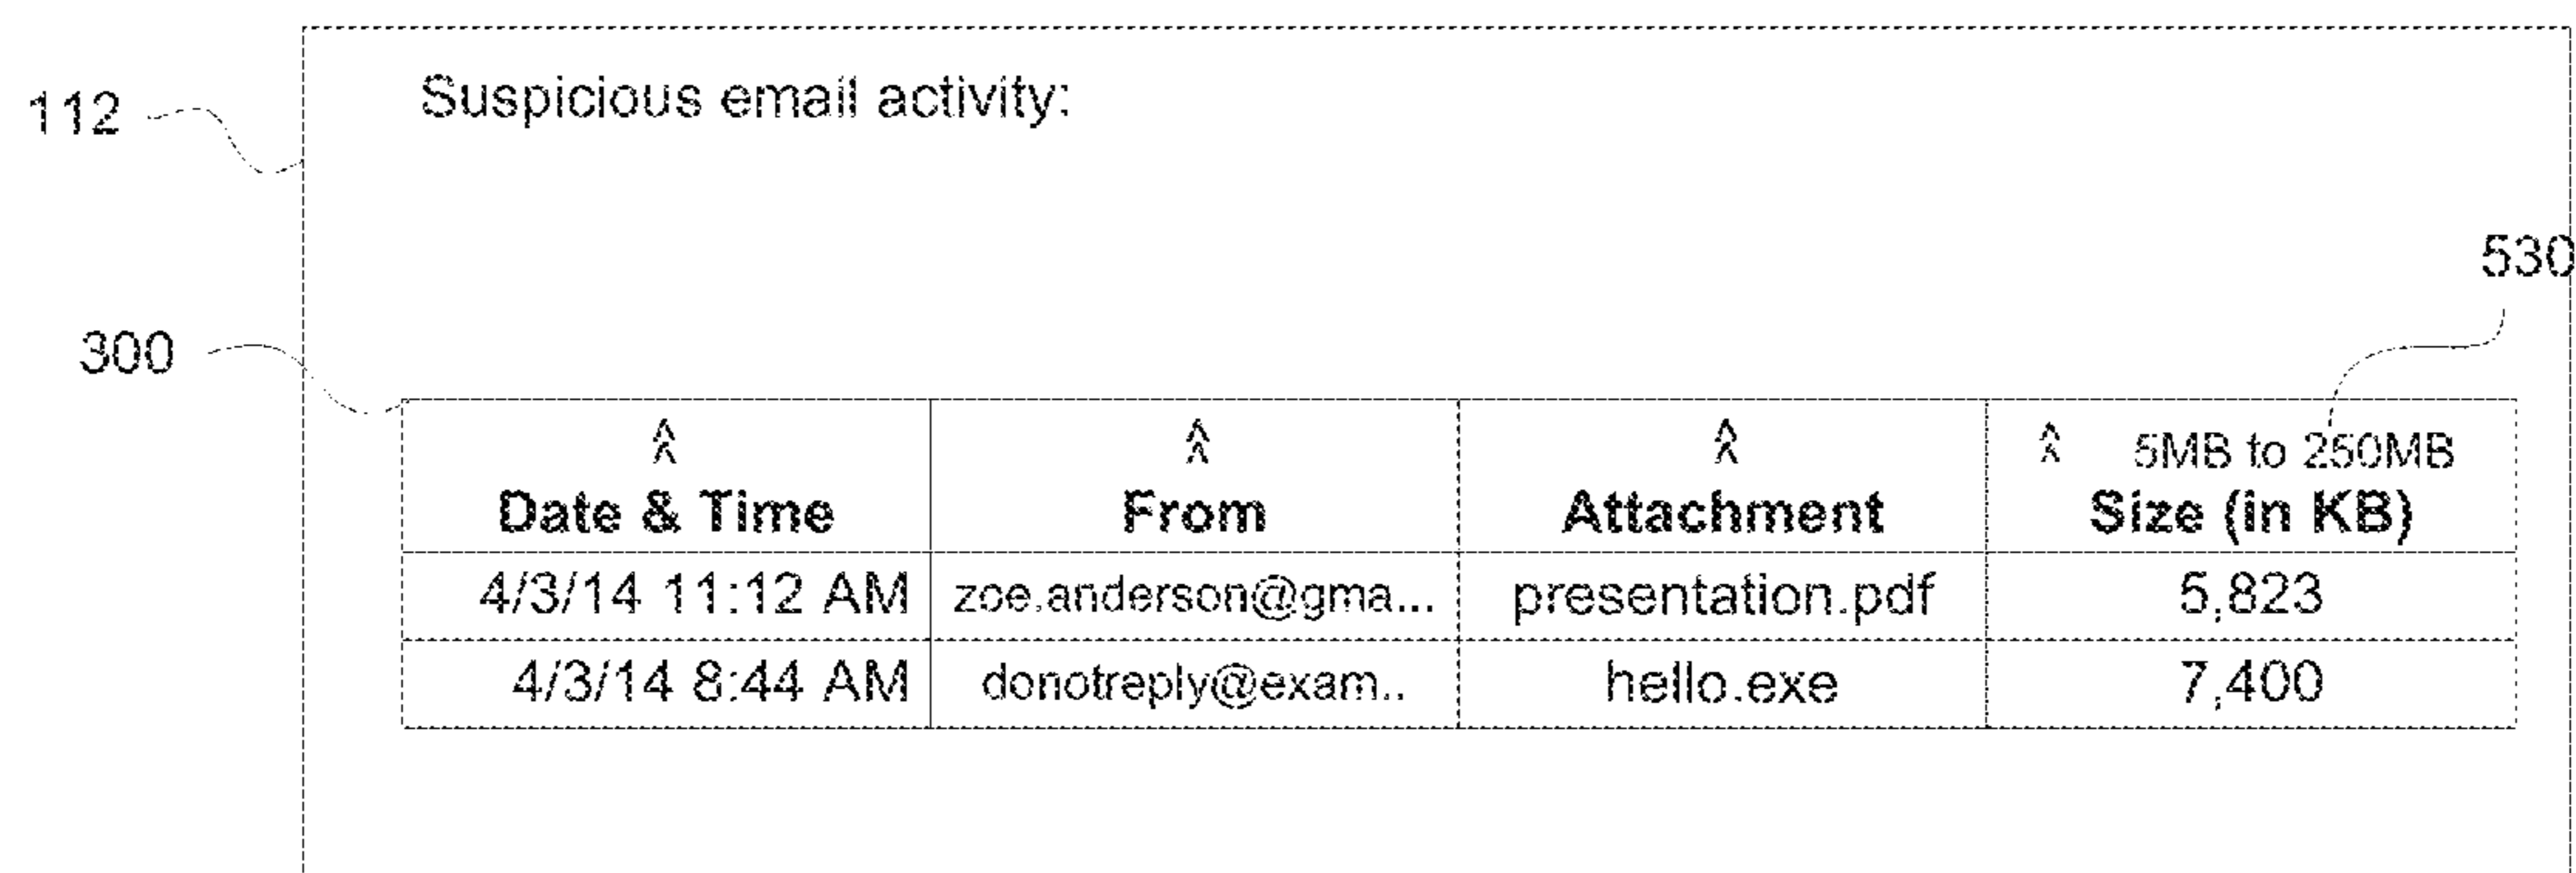 Suspicious email activity:
112
530
300
5MB to 250MB
Date & Time From Attachment Size (in KB)
4/3/14 11:12 AM zoe.anderson@gma... presentation.pdf 5,823
4/3/14 8:44 AM donotreply@exam.. hello.exe 7,400